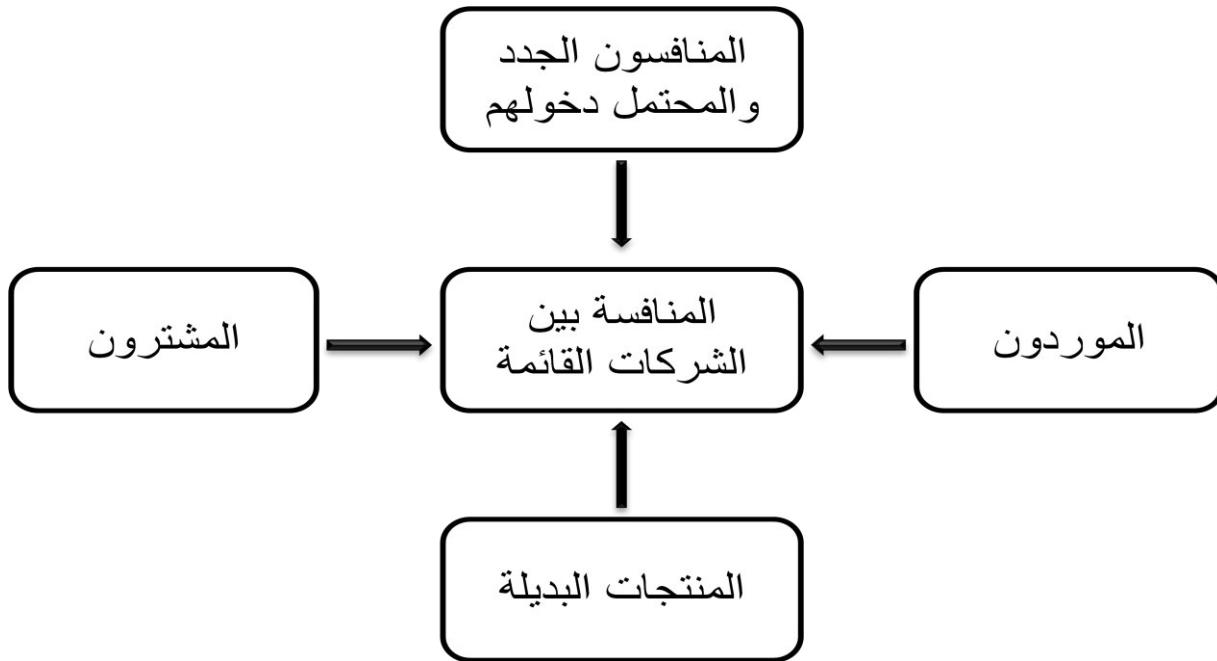 المنافسون الجدد
والمحتمل دخولهم
الموردون
المنافسة بين
الشركات القائمة
المشترون
المنتجات البديلة